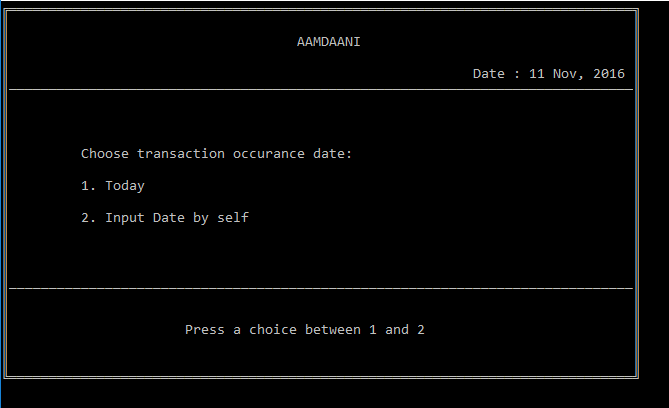 AAMDAANI
Date : 11 Nov, 2016
Choose transaction occurance date:
1. Today
2. Input Date by self
Press a choice between 1 and 2